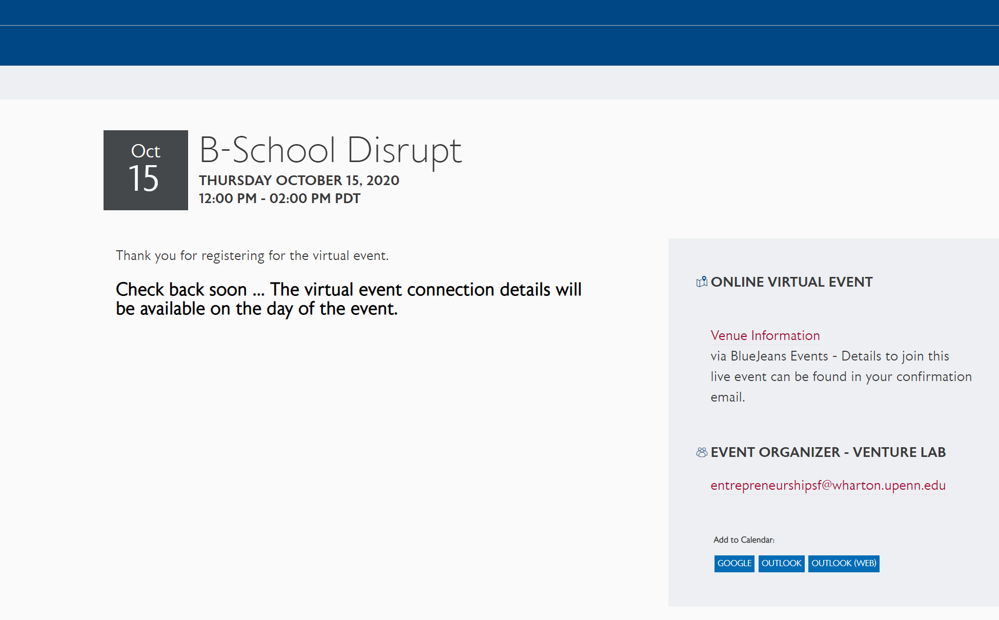 Oct
15
B-School Disrupt
THURSDAY OCTOBER 15, 2020
12:00 PM - 02:00 PM PDT
Thank you for registering for the virtual event.
Check back soon ... The virtual event connection details will
be available on the day of the event.
ONLINE VIRTUAL EVENT
Venue Information
via BlueJeans Events - Details to join this
live event can be found in your confirmation
email.
EVENT ORGANIZER - VENTURE LAB
entrepreneurshipsf@wharton.upenn.edu
Add to Calendar:
GOOGLE OUTLOOK OUTLOOK (WEB)